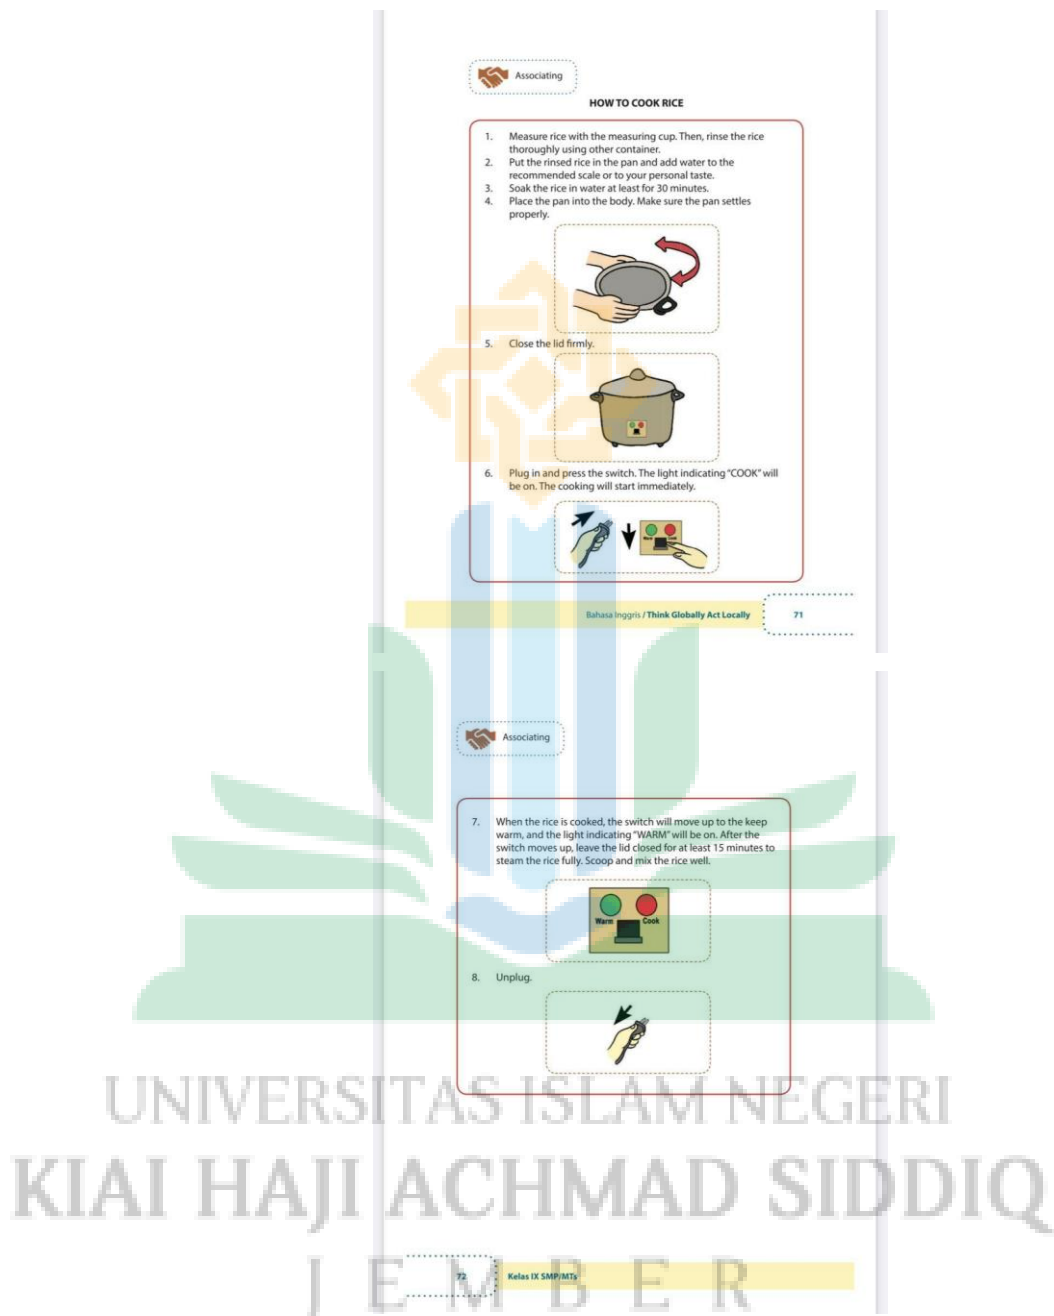 Associating
HOW TO COOK RICE
1. Measure rice with the measuring cup. Then, rinse the rice
thoroughly using other container.
2. Put the rinsed rice in the pan and add water to the
recommended scale or to your personal taste.
3. Soak the rice in water at least for 30 minutes.
4. Place the pan into the body. Make sure the pan settles
properly.
5. Close the lid firmly.
6. Plug in and press the switch. The light indicating “COOK” will
be on. The cooking will start immediately.
Bahasa Inggris / Think Globally Act Locally 71
Associating
7. When the rice is cooked, the switch will move up to the keep
warm, and the light indicating “WARM” will be on. After the
switch moves up, leave the lid closed for at least 15 minutes to
steam the rice fully. Scoop and mix the rice well.
Warm Cook
8. Unplug.
UNIVERSITAS ISLAM NEGERI
KIAI HAJI ACHMAD SIDDIQ
JEMBER
72 Kelas IX SMP/MTs